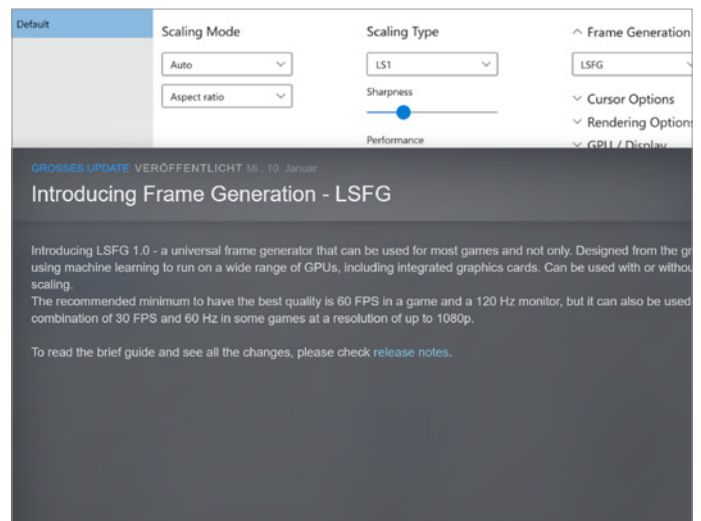 Default
Scaling Mode
Scaling Type
Frame Generation
Auto
LS1
LSFG
Aspect ratio
Sharpness
Cursor Options
Rendering Options
Performance
GPU / Display
GROSSES UPDATE VERÖFFENTLICHT Mi., 10. Januar
Introducing Frame Generation - LSFG
Introducing LSFG 1.0 - a universal frame generator that can be used for most games and not only. Designed from the
using machine learning to run on a wide range of GPUs, including integrated graphics cards. Can be used with or
scaling.
The recommended minimum to have the best quality is 60 FPS in a game and a 120 Hz monitor, but it can also be used
combination of 30 FPS and 60 Hz in some games at a resolution of up to 1080p.
To read the brief guide and see all the changes, please check release notes.